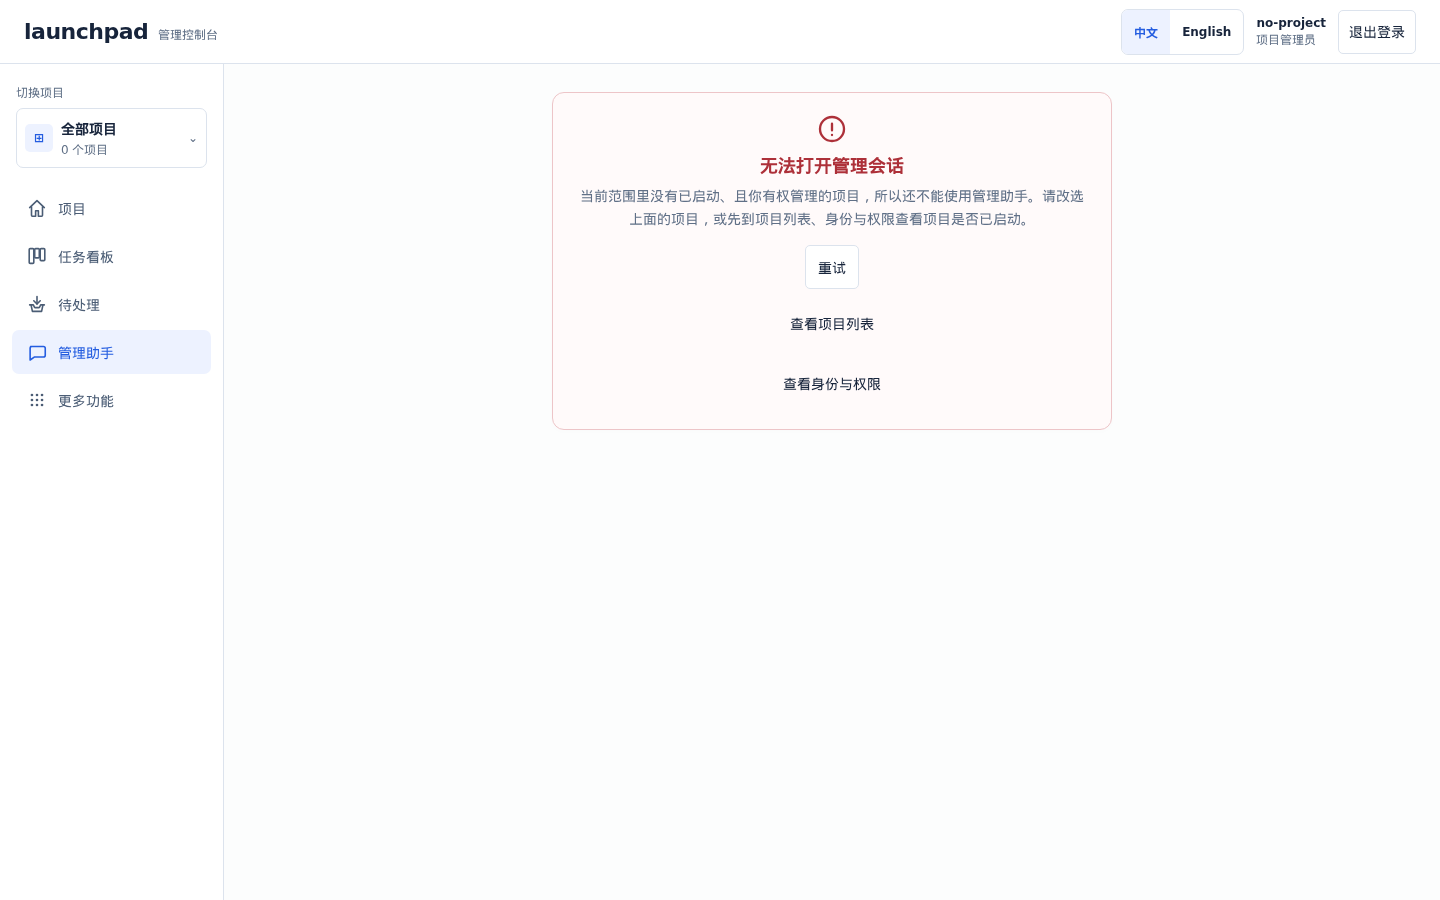 launchpad 管理控制台
中文 English
no-project
项目管理员
退出登录
切换项目
全部项目
0 个项目
项目
任务看板
待处理
管理助手
更多功能
无法打开管理会话
当前范围里没有已启动、且你有权管理的项目，所以还不能使用管理助手。请改选
上面的项目，或先到项目列表、身份与权限查看项目是否已启动。
重试
查看项目列表
查看身份与权限